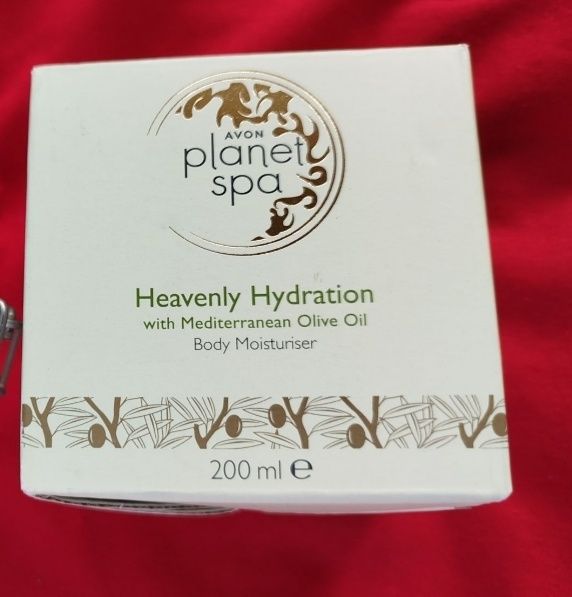 AVON
planet
spa
Heavenly Hydration
with Mediterranean Olive Oil
Body Moisturiser
200 ml ℮